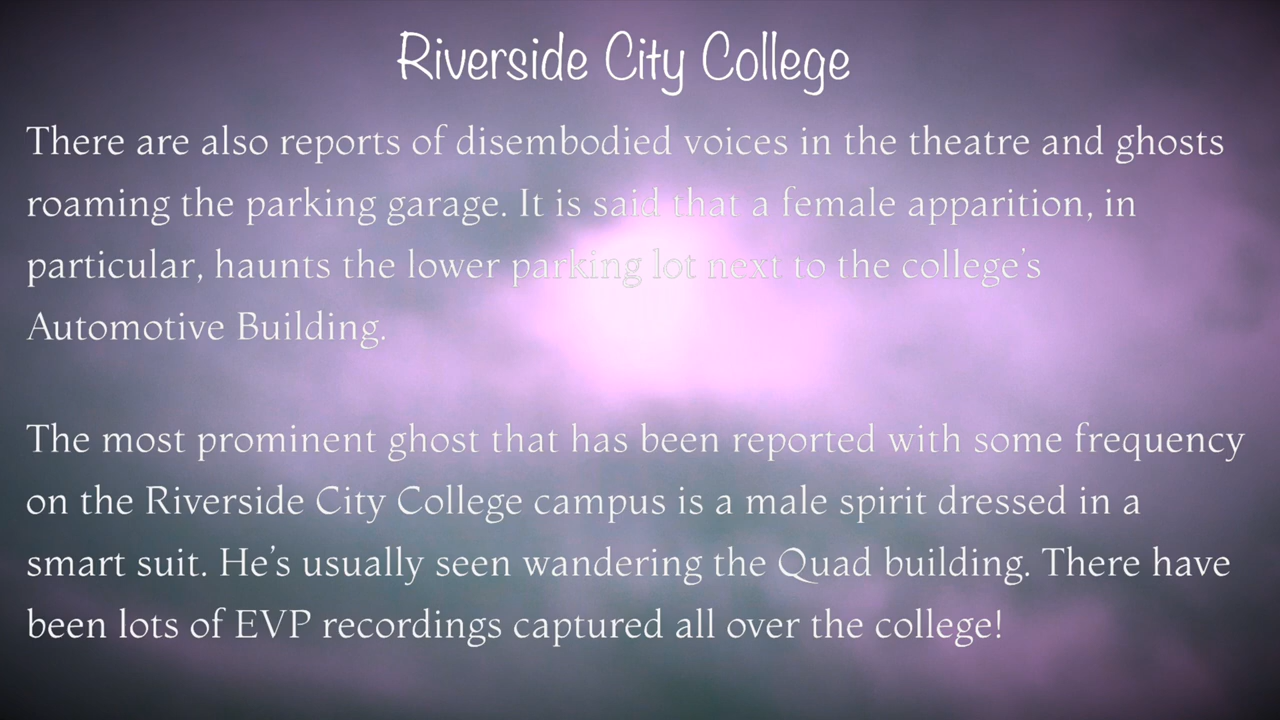 Riverside City College
There are also reports of disembodied voices in the theatre and ghosts
roaming the parking garage. It is said that a female apparition, in
particular, haunts the lower parking lot next to the college's
Automotive Building.
The most prominent ghost that has been reported with some frequency
on the Riverside City College campus is a male spirit dressed in a
smart suit. He's usually seen wandering the Quad building. There have
been lots of EVP recordings captured all over the college!